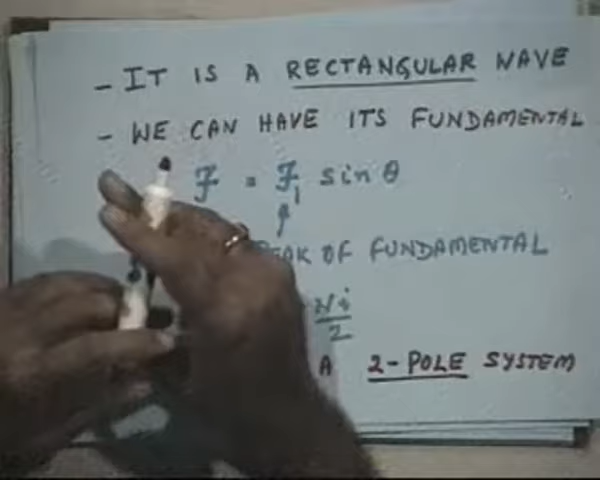 - IT IS A RECTANGULAR WAVE
- WE CAN HAVE ITS FUNDAMENTAL
F = F₁ sin θ
OF FUNDAMENTAL
Ni/2
A 2-POLE SYSTEM